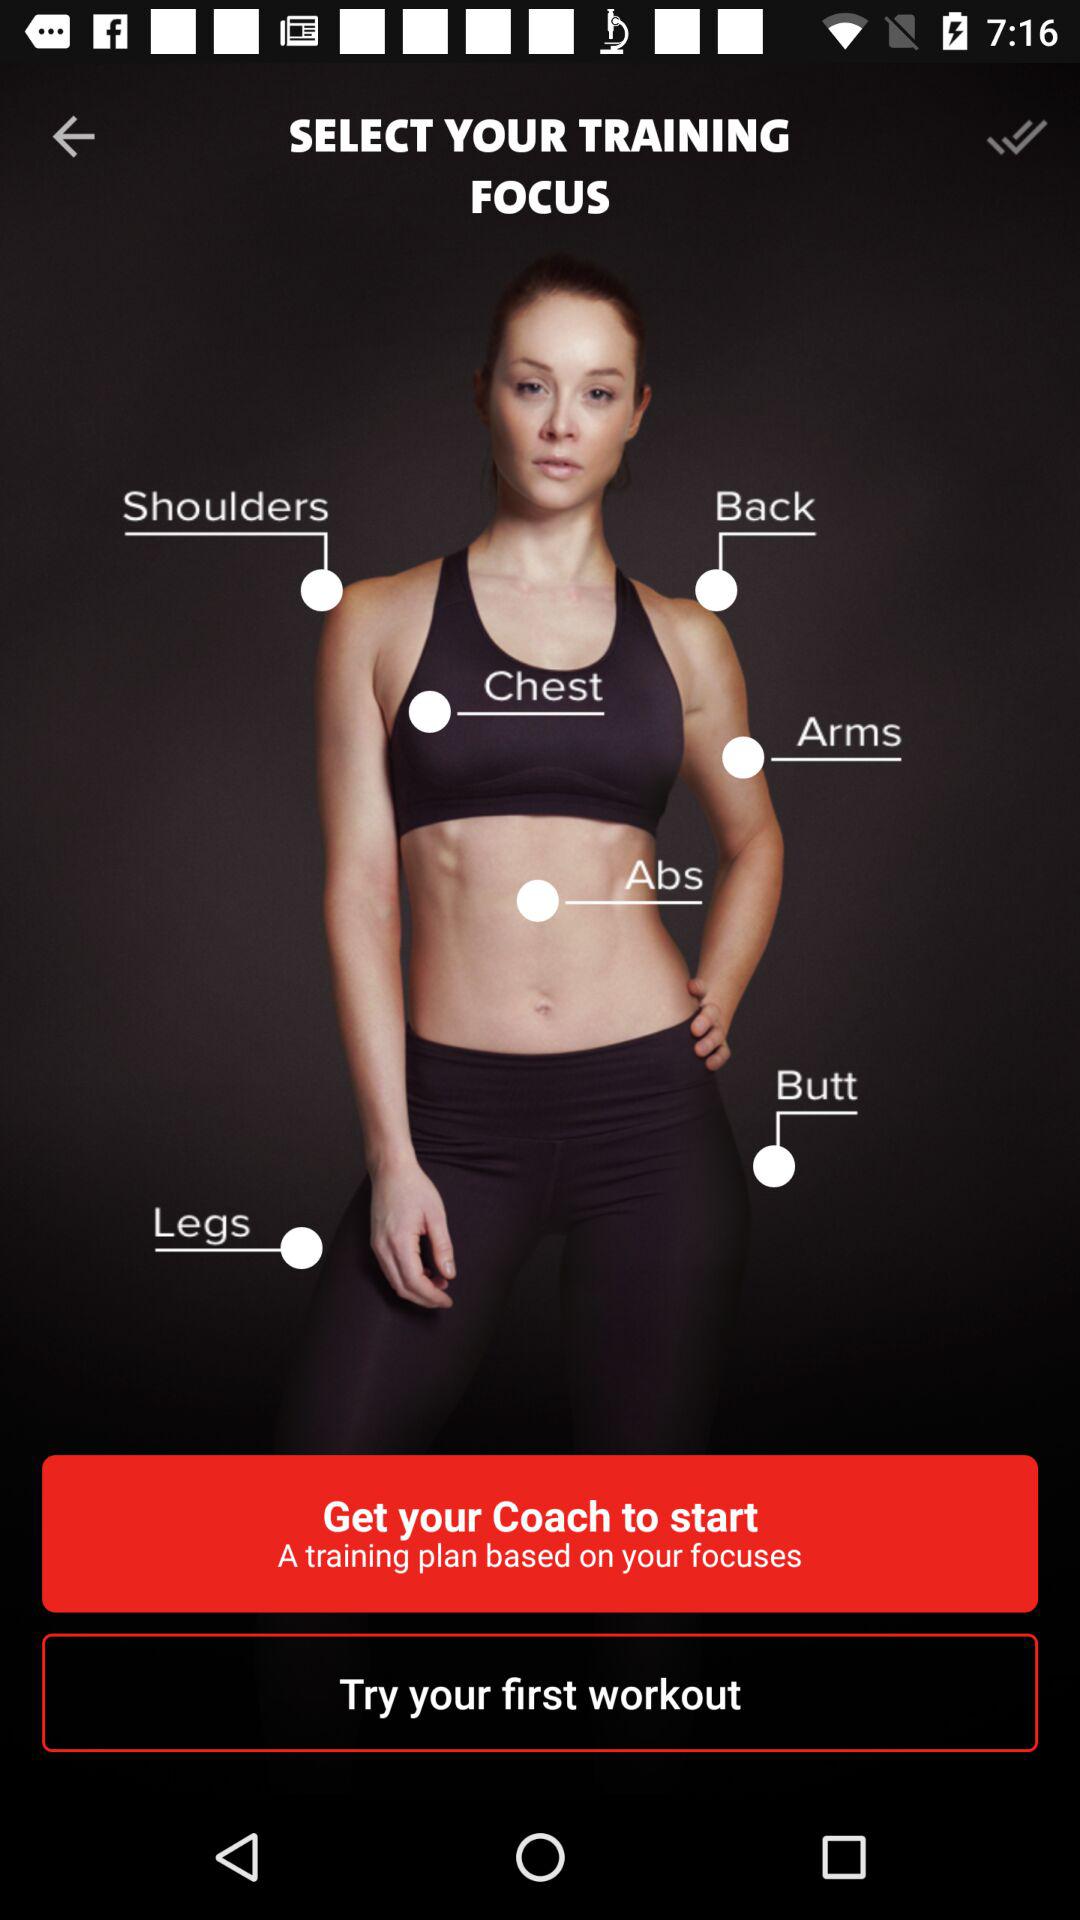 7:16
SELECT YOUR TRAINING
FOCUS
Shoulders
Back
Chest
Arms
Abs
Butt
Legs
Get your Coach to start
A training plan based on your focuses
Try your first workout